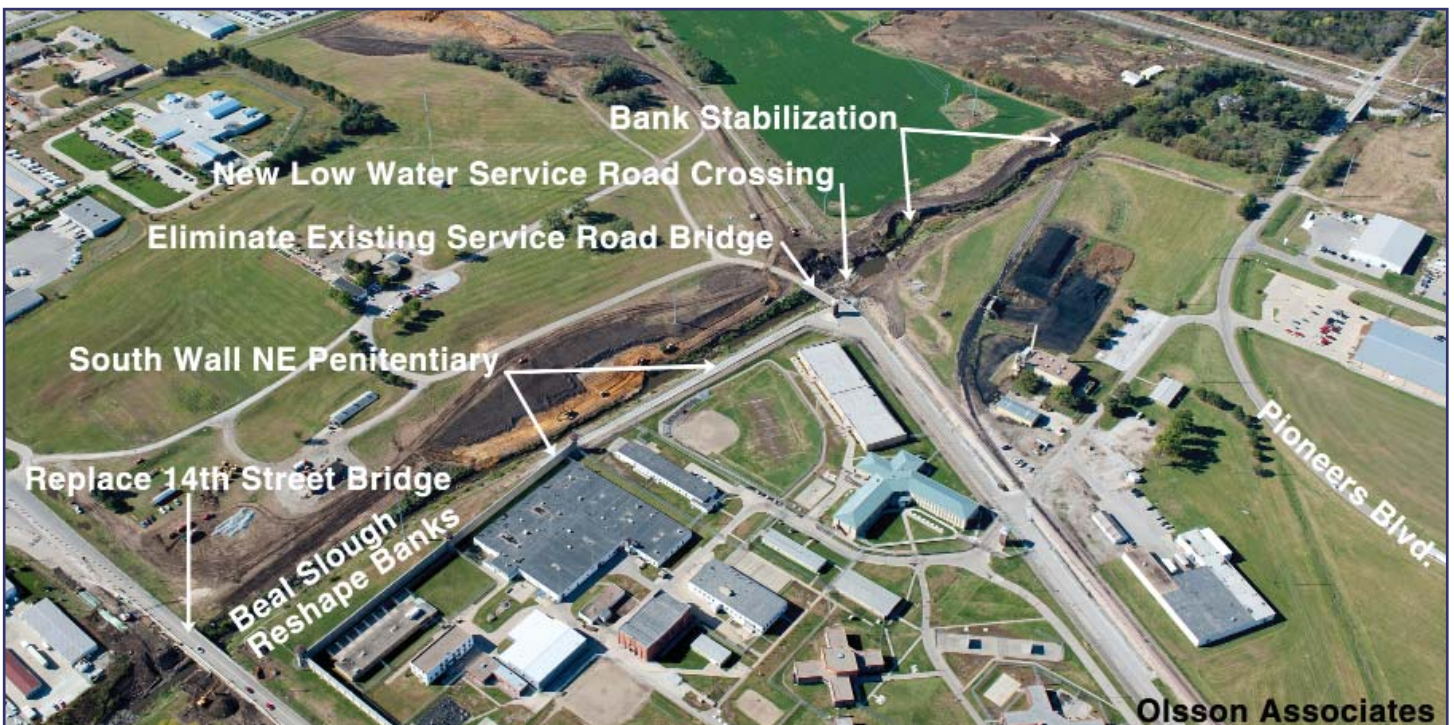 Bank Stabilization
New Low Water Service Road Crossing
Eliminate Existing Service Road Bridge
South Wall NE Penitentiary
Replace 14th Street Bridge
Beal Slough
Reshape Banks
Pioneers Blvd.
Olsson Associates